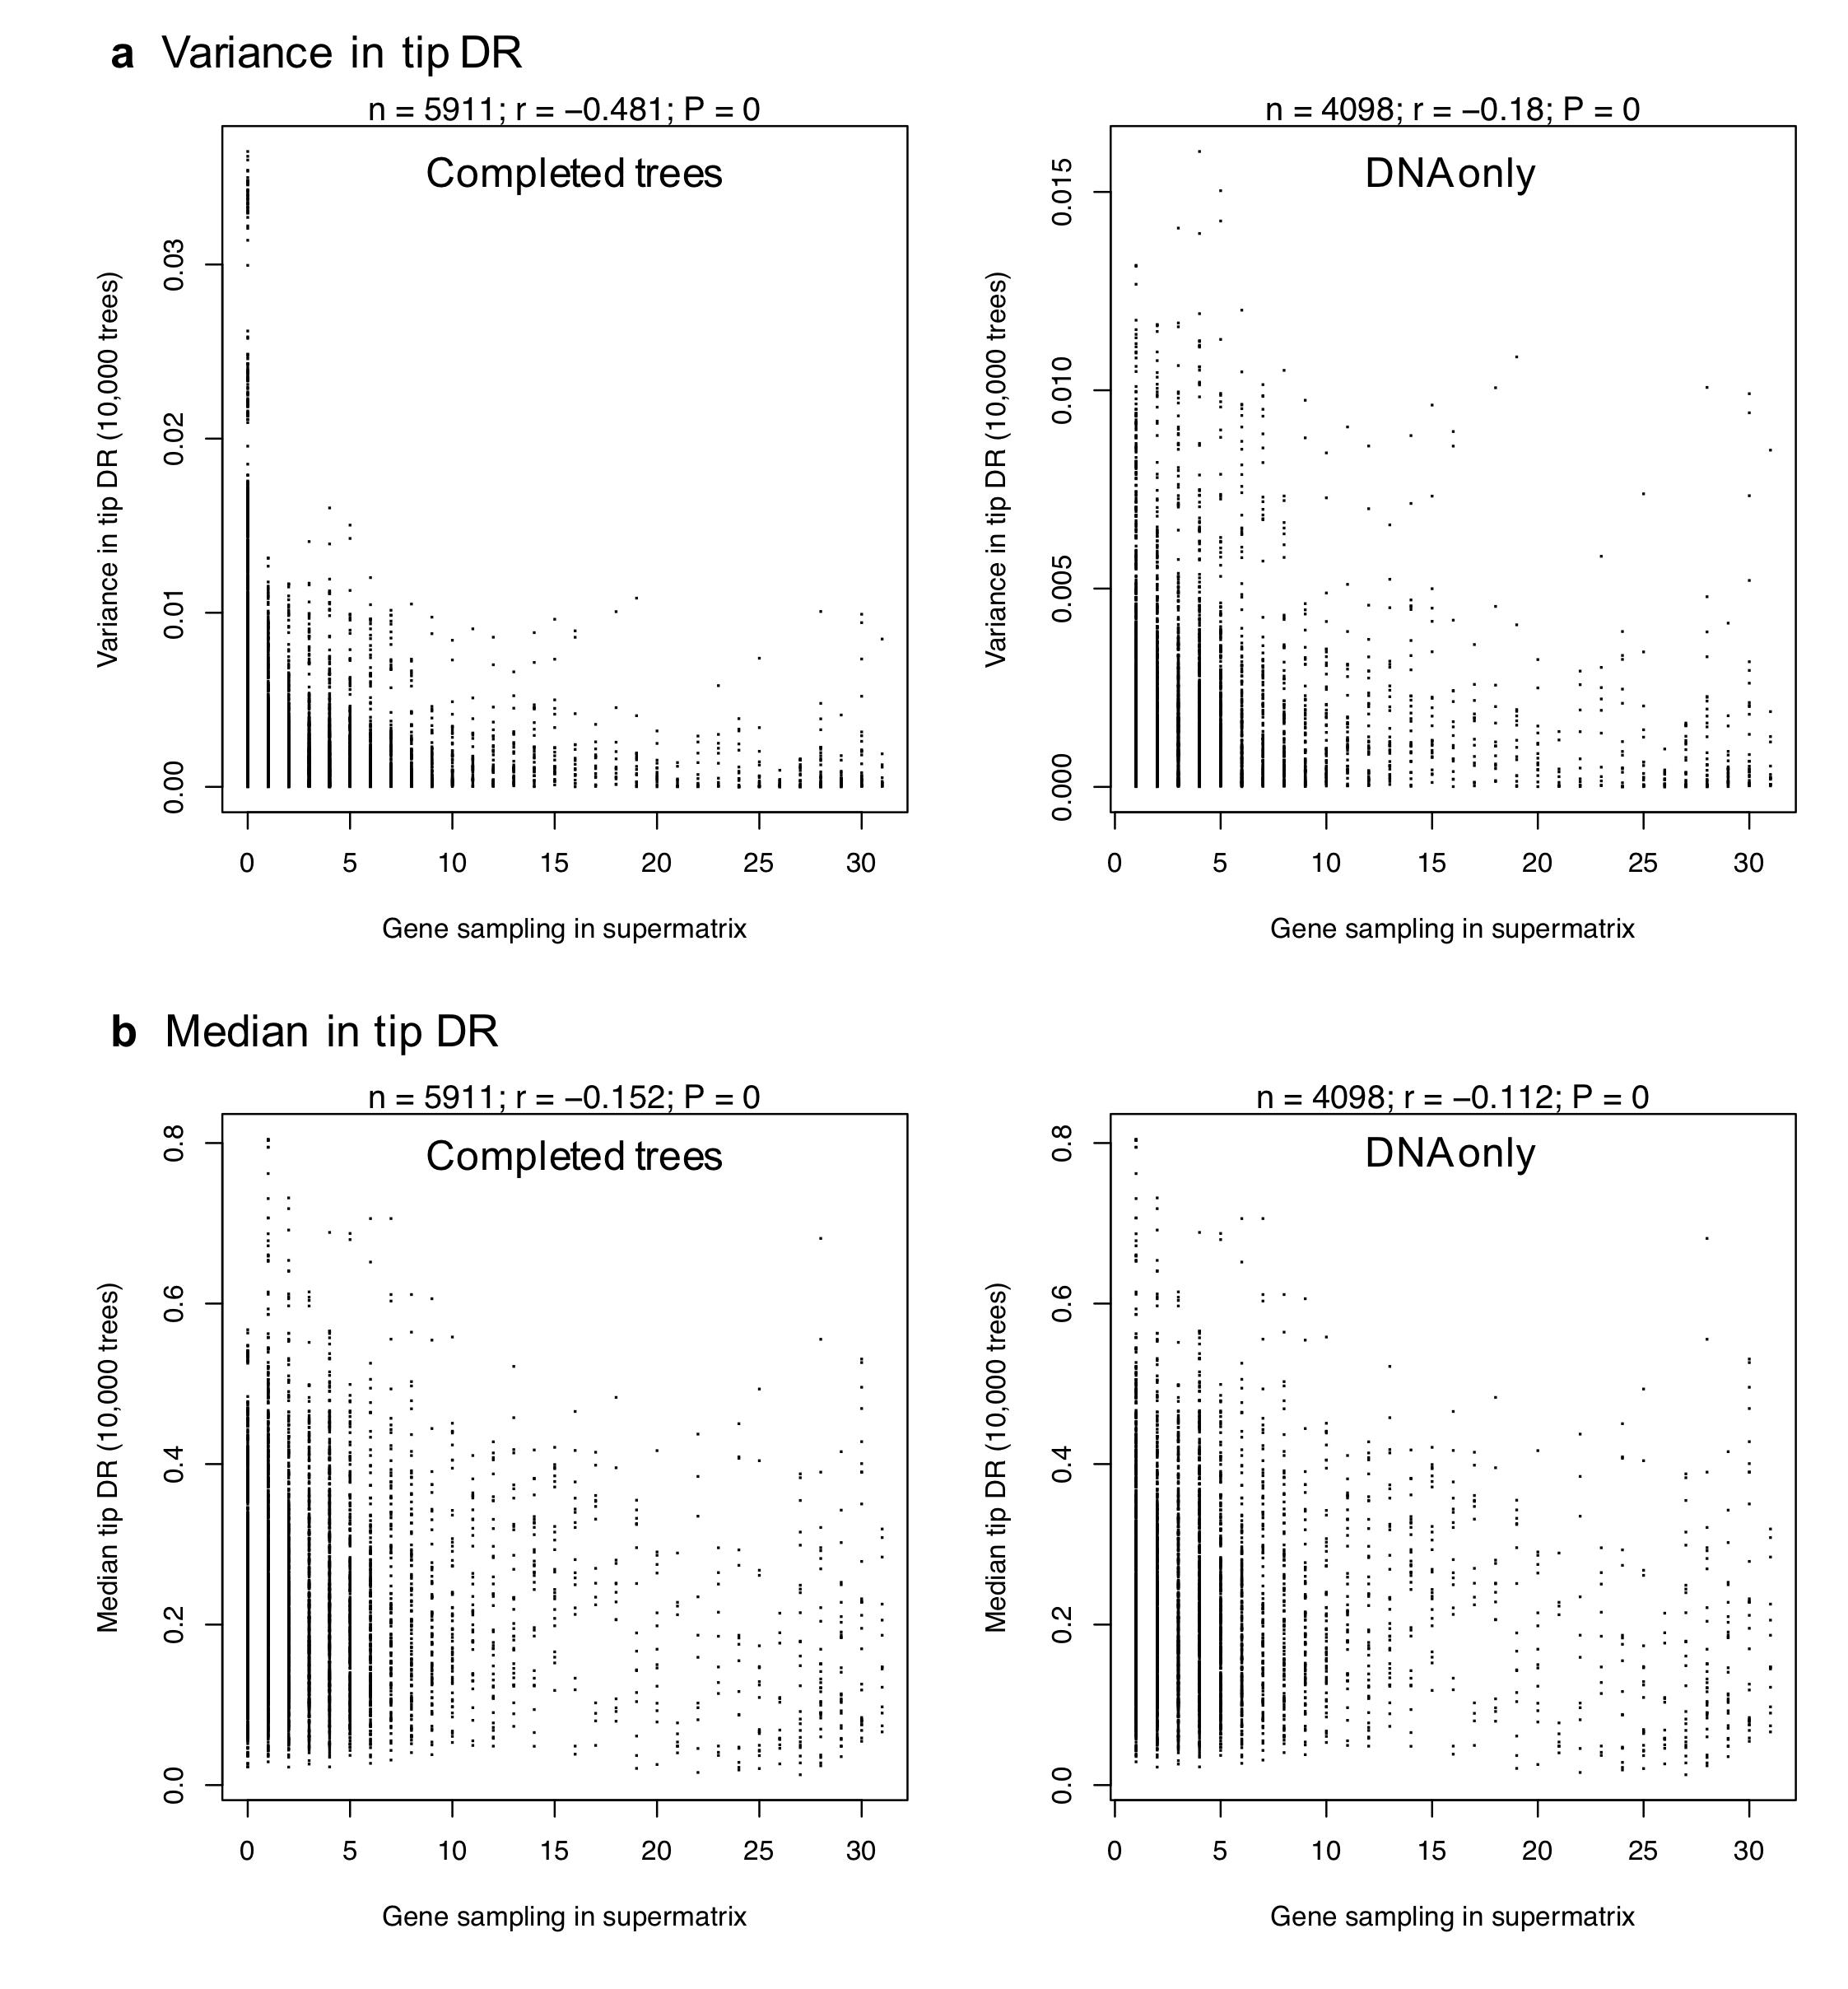 a Variance in tip DR
n = 5911; r = −0.481; P = 0
Completed trees
Variance in tip DR (10,000 trees)
0.03
0.02
0.01
0.00
0 5 10 15 20 25 30
Gene sampling in supermatrix
n = 4098; r = −0.18; P = 0
DNA only
Variance in tip DR (10,000 trees)
0.015
0.010
0.005
0.000
0 5 10 15 20 25 30
Gene sampling in supermatrix
b Median in tip DR
n = 5911; r = −0.152; P = 0
Completed trees
Median tip DR (10,000 trees)
0.8
0.6
0.4
0.2
0.0
0 5 10 15 20 25 30
Gene sampling in supermatrix
n = 4098; r = −0.112; P = 0
DNA only
Median tip DR (10,000 trees)
0.8
0.6
0.4
0.2
0.0
0 5 10 15 20 25 30
Gene sampling in supermatrix